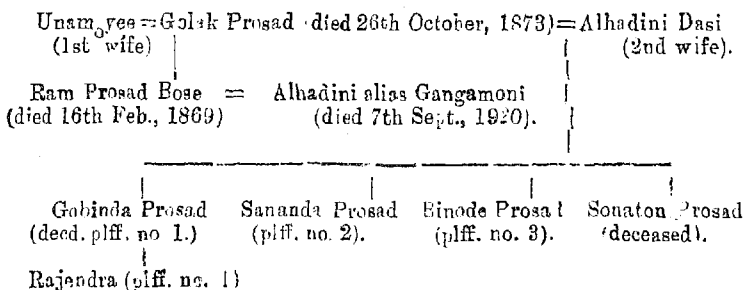 Unamoyee = Golak Prosad (died 26th October, 1873) = Alhadini Dasi
(1st wife) (2nd wife).
Ram Prosad Bose = Alhadini alias Gangamoni
(died 16th Feb., 1869) (died 7th Sept., 1920).
Gobinda Prosad Sananda Prosad Binode Prosad Sonaton Prosad
(decd. plff. no 1.) (plff. no. 2). (plff. no. 3). (deceased).
Rajendra (plff. no. 1)